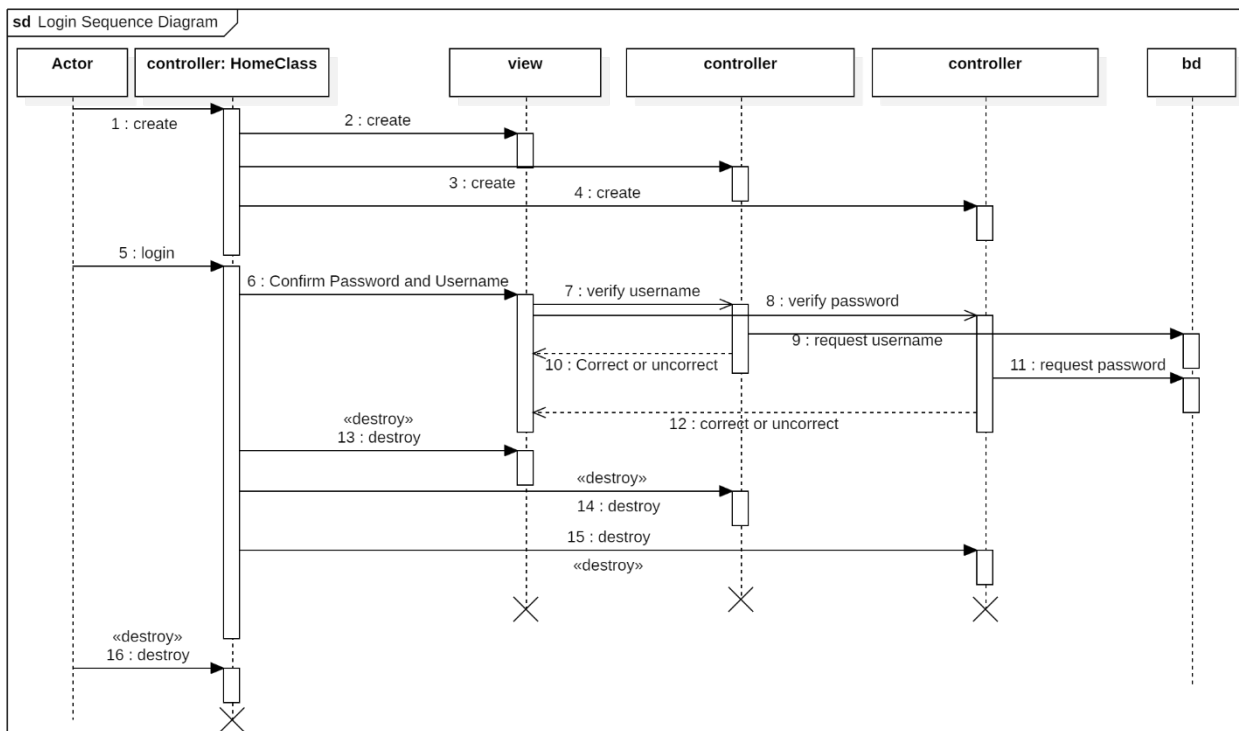 sd Login Sequence Diagram
Actor
controller: HomeClass
view
controller
controller
bd
1 : create
2 : create
3 : create
4 : create
5 : login
6 : Confirm Password and Username
7 : verify username
8 : verify password
9 : request username
10 : Correct or uncorrect
11 : request password
12 : correct or uncorrect
«destroy»
13 : destroy
«destroy»
14 : destroy
15 : destroy
«destroy»
«destroy»
16 : destroy